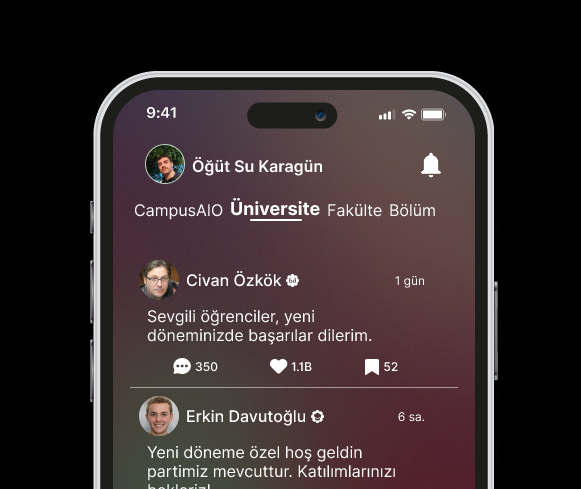 9:41
Öğüt Su Karagün
CampusAIO Üniversite Fakülte Bölüm
Civan Özkök 1 gün
Sevgili öğrenciler, yeni
döneminizde başarılar dilerim.
350 1.1B 52
Erkin Davutoğlu 6 sa.
Yeni döneme özel hoş geldin
partimiz mevcuttur. Katılımlarınızı
bekleriz!